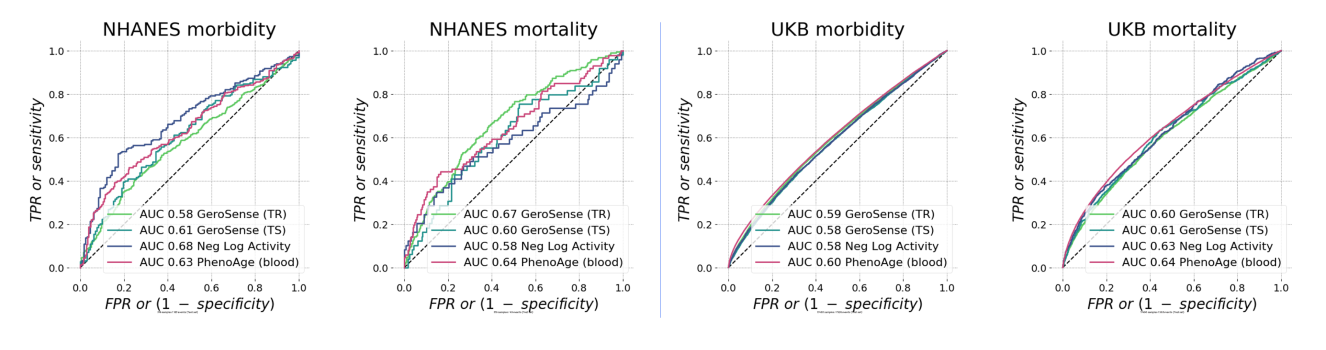 NHANES morbidity
TPR or sensitivity
1.0
0.8
0.6
0.4
0.2
0.0
AUC 0.58 GeroSense (TR)
AUC 0.61 GeroSense (TS)
AUC 0.68 Neg Log Activity
AUC 0.63 PhenoAge (blood)
0.0 0.2 0.4 0.6 0.8 1.0
FPR or (1 − specificity)
NHANES mortality
TPR or sensitivity
1.0
0.8
0.6
0.4
0.2
0.0
AUC 0.67 GeroSense (TR)
AUC 0.60 GeroSense (TS)
AUC 0.58 Neg Log Activity
AUC 0.64 PhenoAge (blood)
0.0 0.2 0.4 0.6 0.8 1.0
FPR or (1 − specificity)
UKB morbidity
TPR or sensitivity
1.0
0.8
0.6
0.4
0.2
0.0
AUC 0.59 GeroSense (TR)
AUC 0.58 GeroSense (TS)
AUC 0.58 Neg Log Activity
AUC 0.60 PhenoAge (blood)
0.0 0.2 0.4 0.6 0.8 1.0
FPR or (1 − specificity)
UKB mortality
TPR or sensitivity
1.0
0.8
0.6
0.4
0.2
0.0
AUC 0.60 GeroSense (TR)
AUC 0.61 GeroSense (TS)
AUC 0.63 Neg Log Activity
AUC 0.64 PhenoAge (blood)
0.0 0.2 0.4 0.6 0.8 1.0
FPR or (1 − specificity)